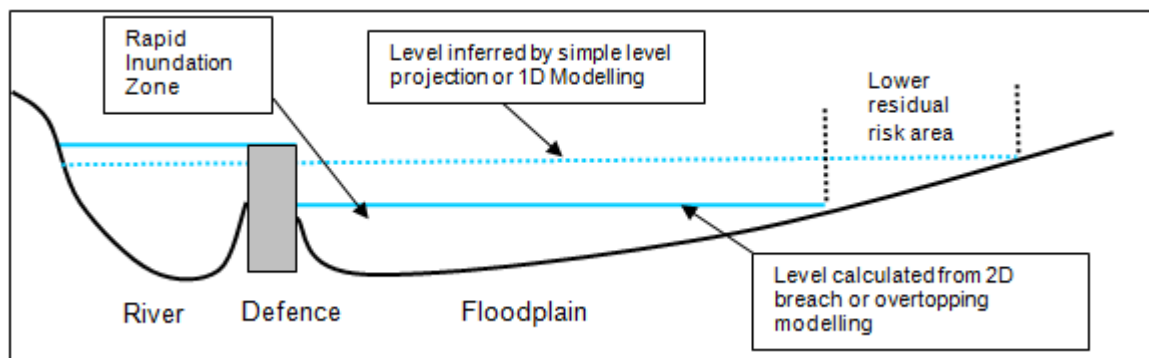 Rapid
Inundation
Zone
Level inferred by simple level
projection or 1D Modelling
Lower
residual
risk area
Level calculated from 2D
breach or overtopping
modelling
River
Defence
Floodplain